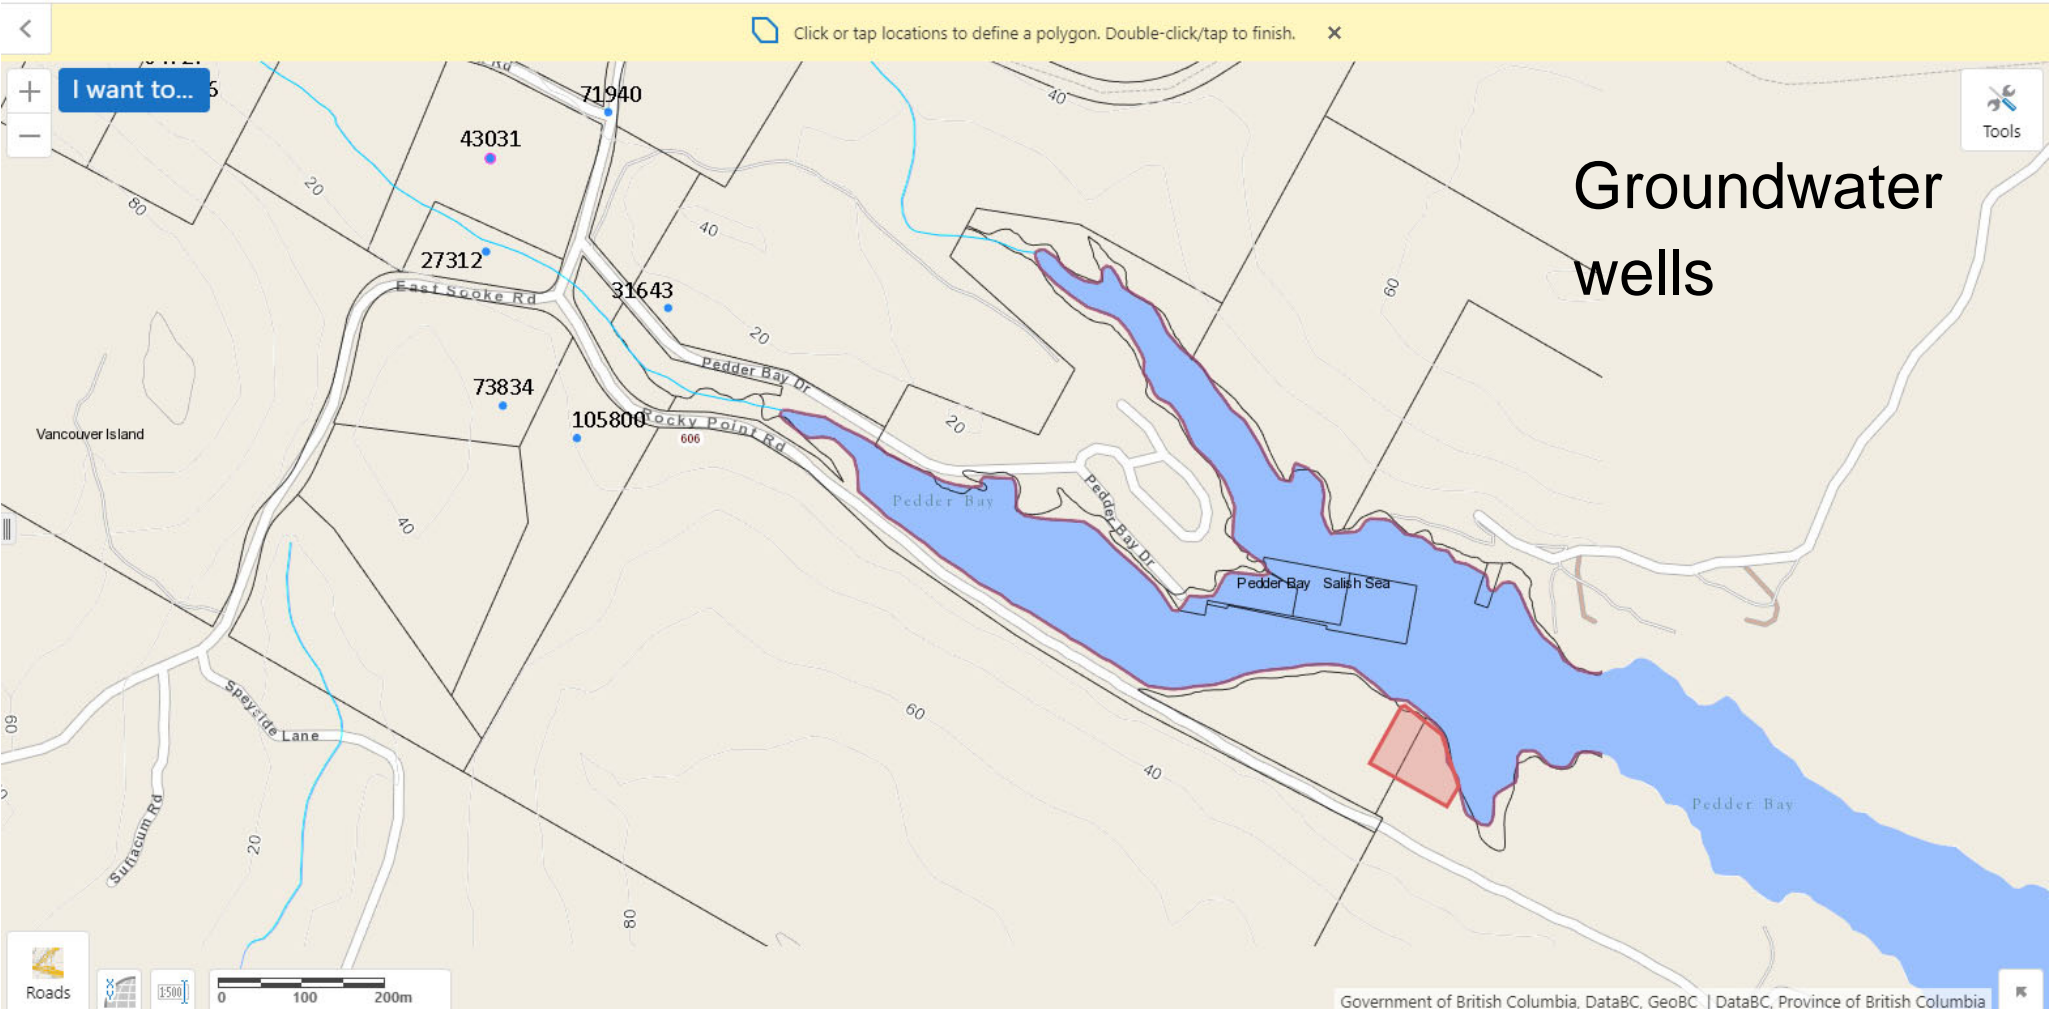 Click or tap locations to define a polygon. Double-click/tap to finish.
I want to...
6
Rd
71940
43031
40
Tools
Groundwater
wells
20
80
40
27312
East Sooke Rd
31643
60
20
Pedder Bay Dr
73834
105800
Rocky Point Rd
606
20
Vancouver Island
Pedder Bay
Pedder Bay Dr
40
Pedder Bay
Salish Sea
Speyside Lane
60
60
40
Pedder Bay
Sufiacum Rd
20
80
Roads
1:500
0 100 200m
Government of British Columbia, DataBC, GeoBC | DataBC, Province of British Columbia